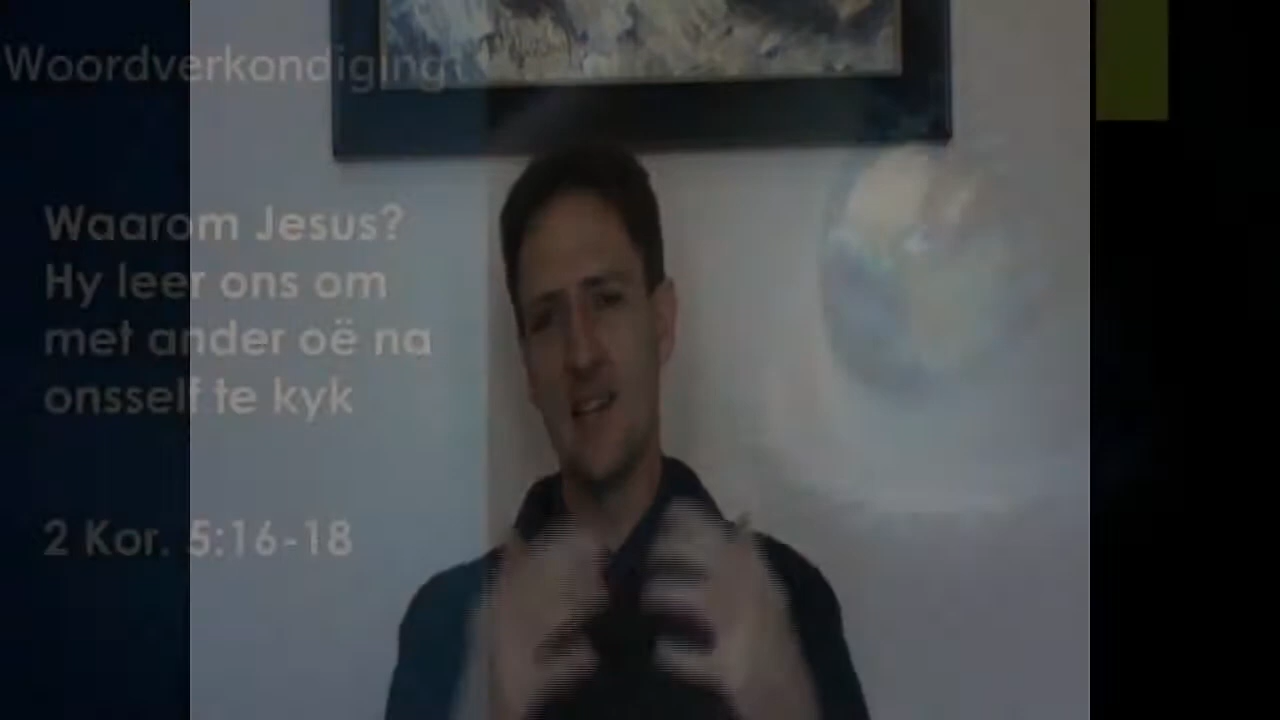 Woordverkondiging:
Waarom Jesus?
Hy leer ons om
met ander oë na
onsself te kyk
2 Kor. 5:16-18